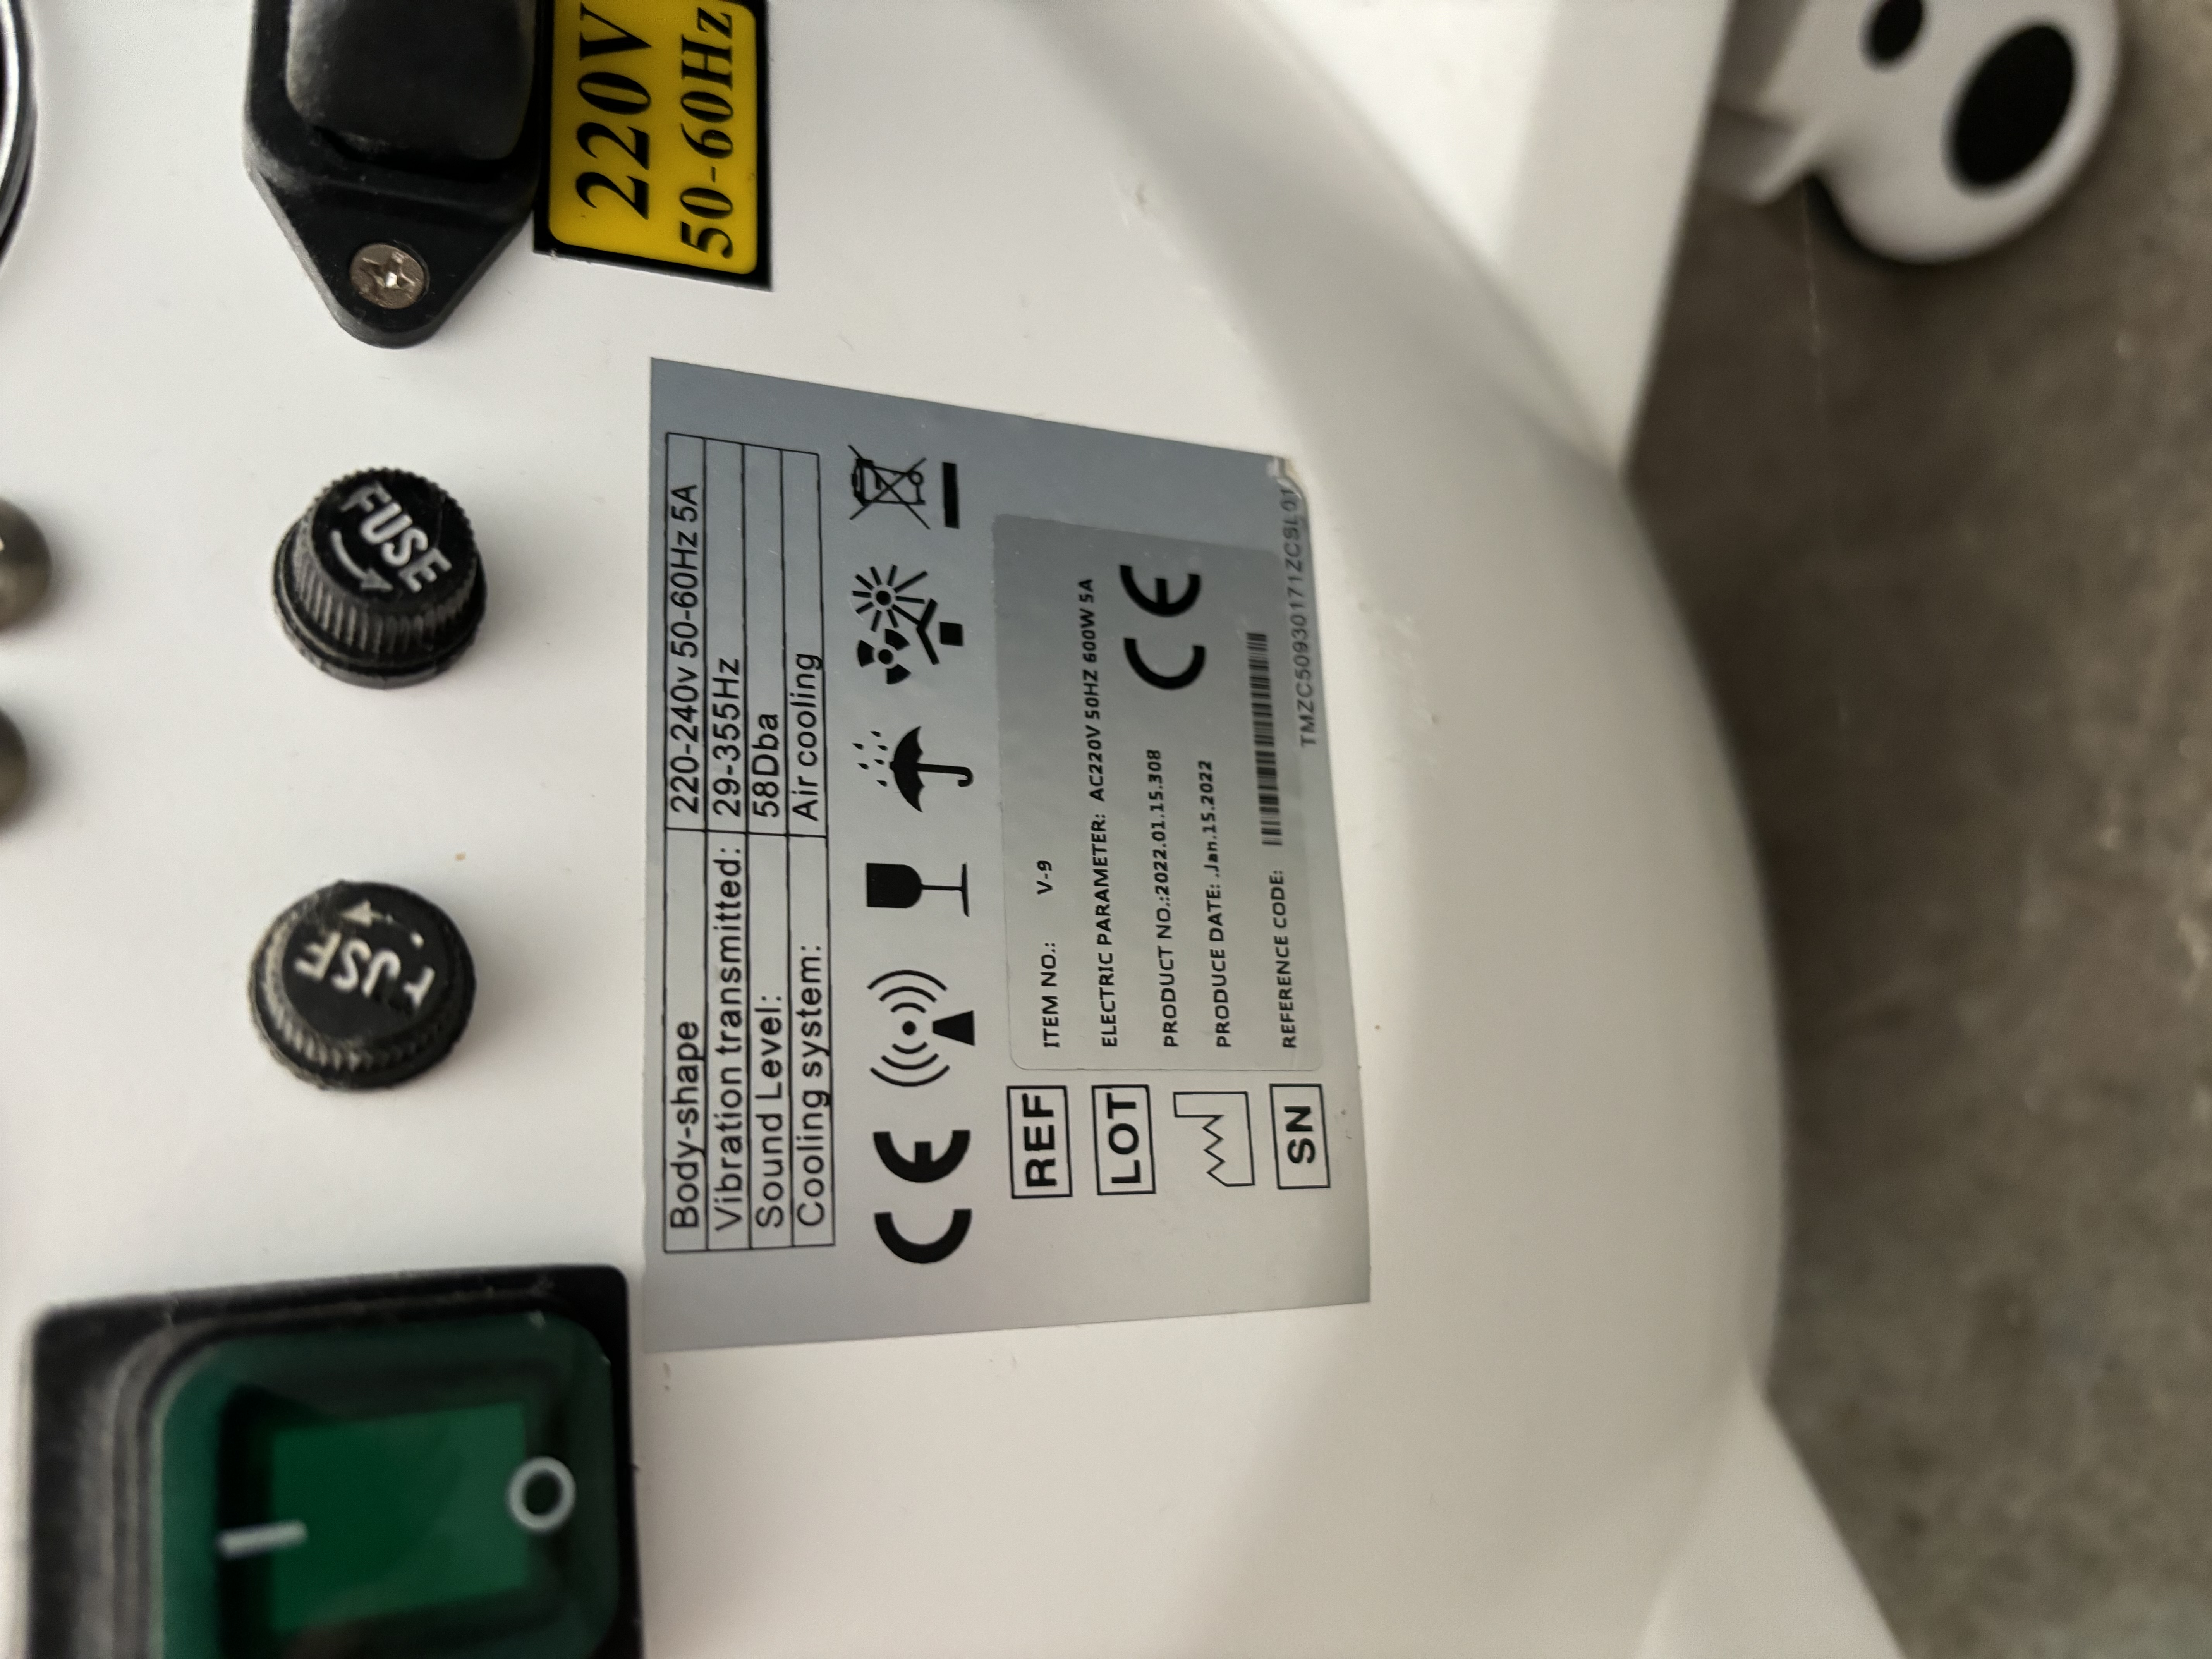 220V
50-60Hz
FUSE
FUSE
Body-shape 220-240v 50-60Hz 5A
Vibration transmitted: 29-355Hz
Sound Level: 58Dba
Cooling system: Air cooling
CE
REF ITEM NO.: V-9
LOT ELECTRIC PARAMETER: AC220V 50HZ 600W 5A
PRODUCT NO.:2022.01.15.308
PRODUCE DATE: .Jan.15.2022
CE
SN REFERENCE CODE:
TMZC50930171ZCSL01